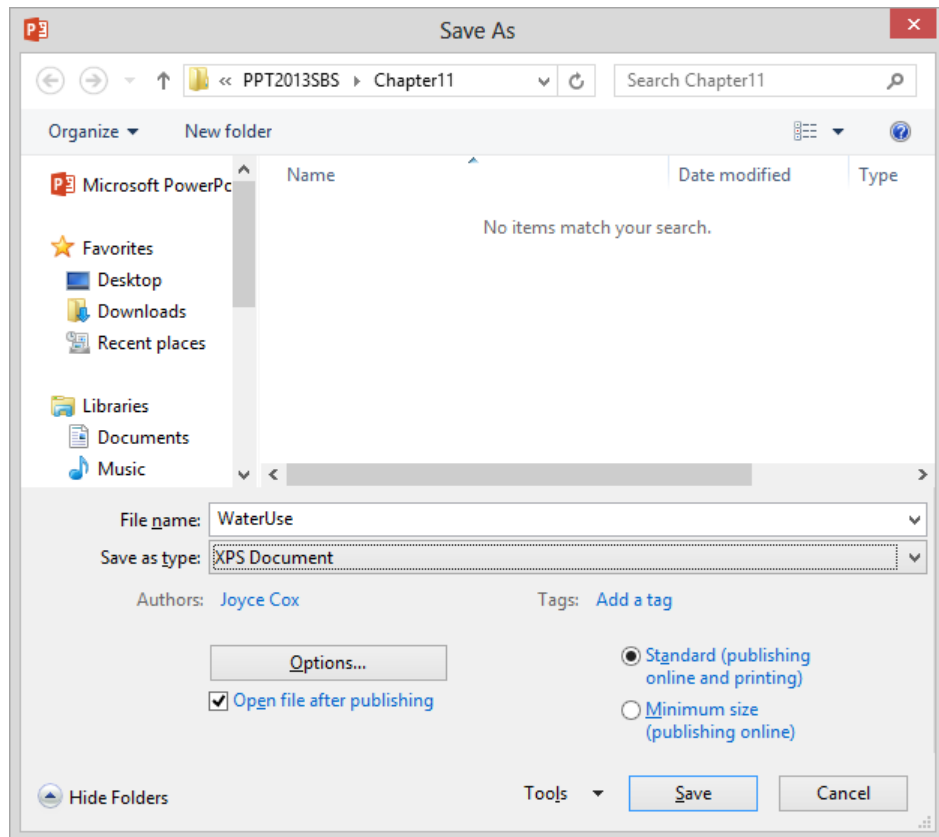 Save As
« PPT2013SBS Chapter11
Search Chapter11
Organize
New folder
Microsoft PowerPo
Favorites
Desktop
Downloads
Recent places
Libraries
Documents
Music
Name
Date modified
Type
No items match your search.
File name: WaterUse
Save as type: XPS Document
Authors: Joyce Cox
Tags: Add a tag
Options...
Open file after publishing
Standard (publishing
online and printing)
Minimum size
(publishing online)
Hide Folders
Tools
Save
Cancel